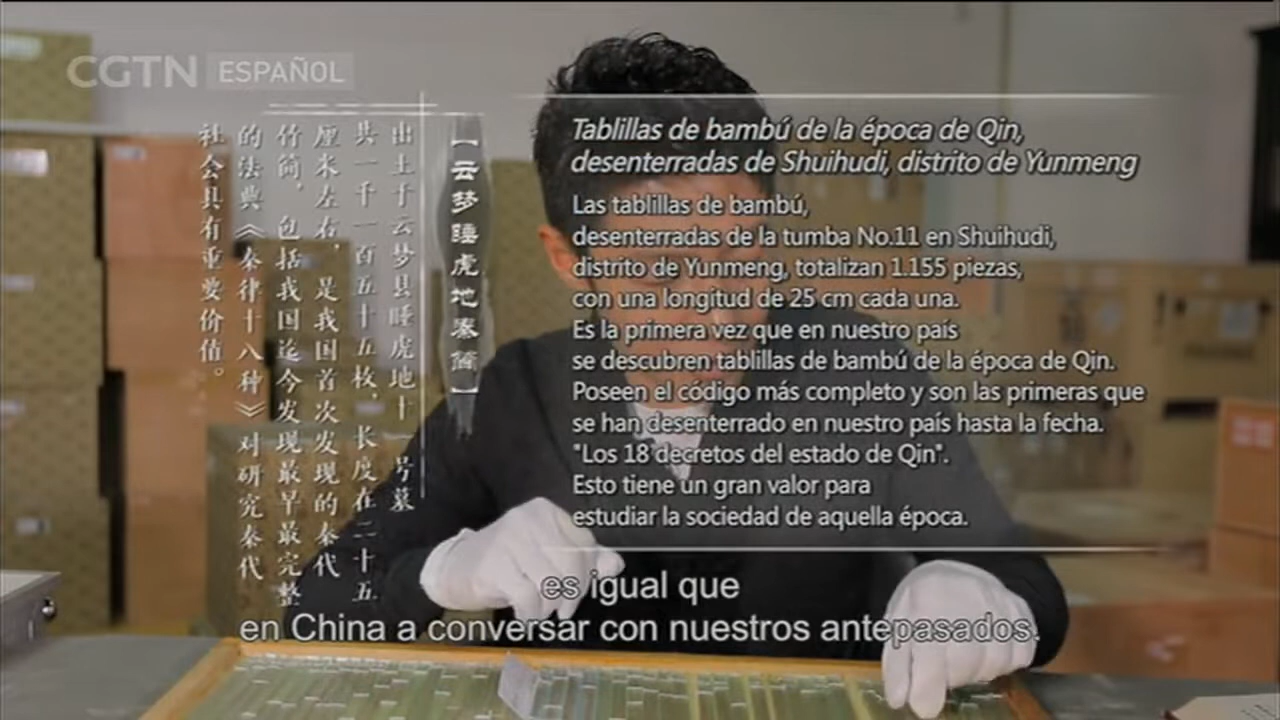 CGTN ESPAÑOL
【云梦睡虎地秦简】
出土于云梦县睡虎地十一号墓
共一千一百五十五枚，长度在二十五
厘米左右，是我国首次发现的秦代
竹简，包括我国迄今发现最早最完整
的法典《秦律十八种》对研究秦代
社会具有重要价值。
Tablillas de bambú de la época de Qin,
desenterradas de Shuihudi, distrito de Yunmeng
Las tablillas de bambú,
desenterradas de la tumba No.11 en Shuihudi,
distrito de Yunmeng, totalizan 1.155 piezas,
con una longitud de 25 cm cada una.
Es la primera vez que en nuestro país
se descubren tablillas de bambú de la época de Qin.
Poseen el código más completo y son las primeras que
se han desenterrado en nuestro país hasta la fecha.
"Los 18 decretos del estado de Qin".
Esto tiene un gran valor para
estudiar la sociedad de aquella época.
es igual que
en China a conversar con nuestros antepasados.